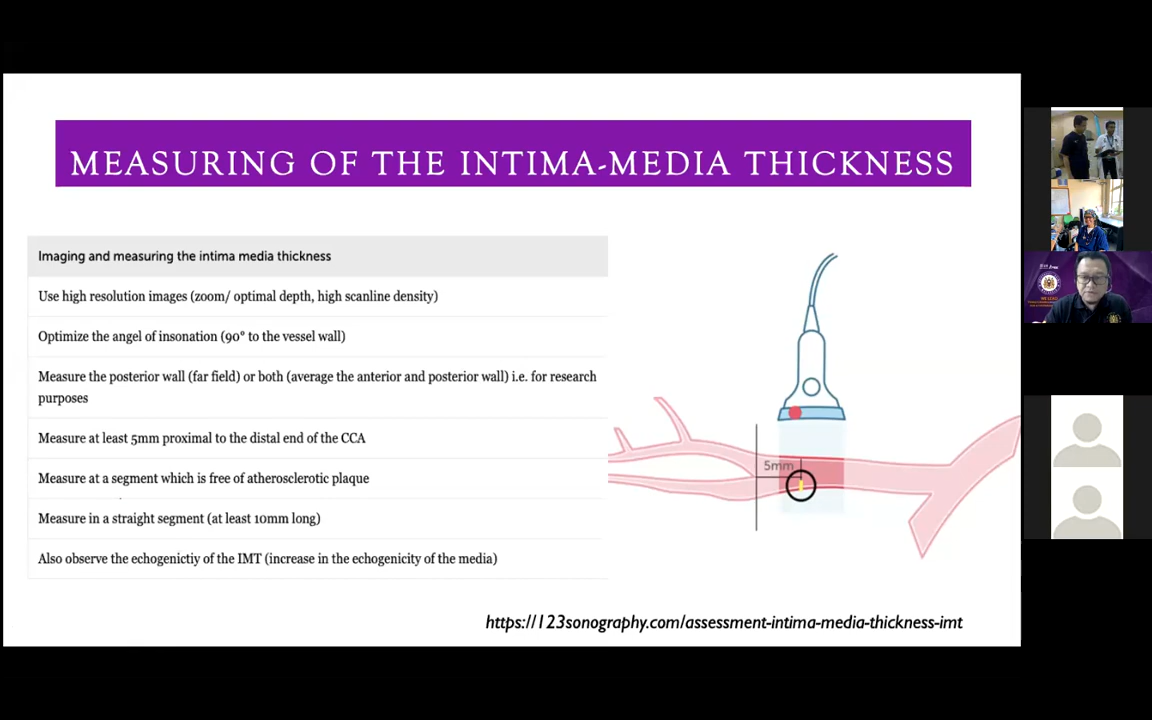 MEASURING OF THE INTIMA-MEDIA THICKNESS
Imaging and measuring the intima media thickness
Use high resolution images (zoom/ optimal depth, high scanline density)
Optimize the angel of insonation (90° to the vessel wall)
Measure the posterior wall (far field) or both (average the anterior and posterior wall) i.e. for research
purposes
Measure at least 5mm proximal to the distal end of the CCA
Measure at a segment which is free of atherosclerotic plaque
Measure in a straight segment (at least 10mm long)
Also observe the echogenictiy of the IMT (increase in the echogenicity of the media)
5mm
https://123sonography.com/assessment-intima-media-thickness-imt